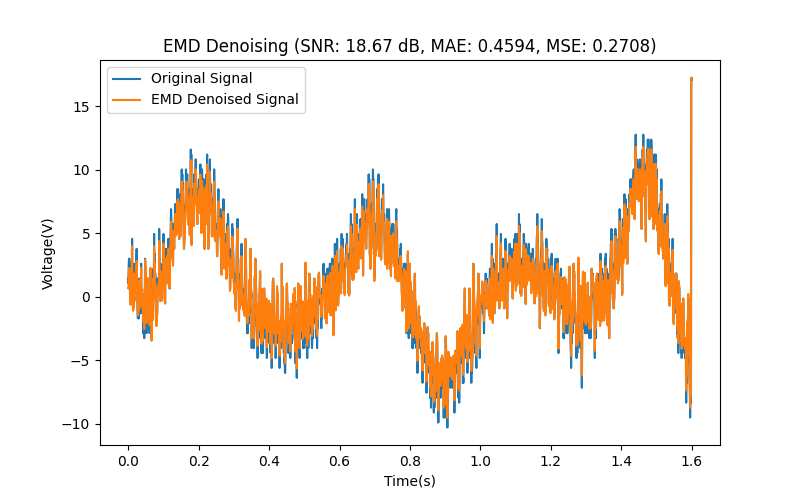 EMD Denoising (SNR: 18.67 dB, MAE: 0.4594, MSE: 0.2708)
Original Signal
EMD Denoised Signal
15
10
5
0
−5
−10
Voltage(V)
0.0 0.2 0.4 0.6 0.8 1.0 1.2 1.4 1.6
Time(s)